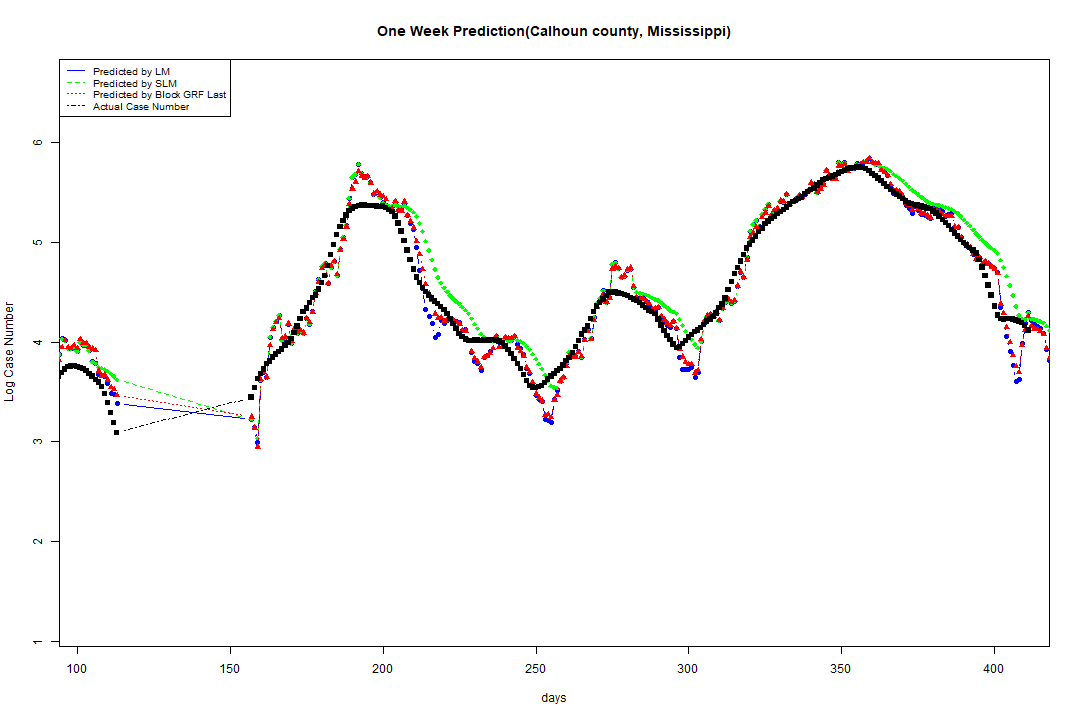 One Week Prediction(Calhoun county, Mississippi)
Predicted by LM
Predicted by SLM
Predicted by Block GRF Last
Actual Case Number
6
5
4
3
2
1
Log Case Number
100 150 200 250 300 350 400
days